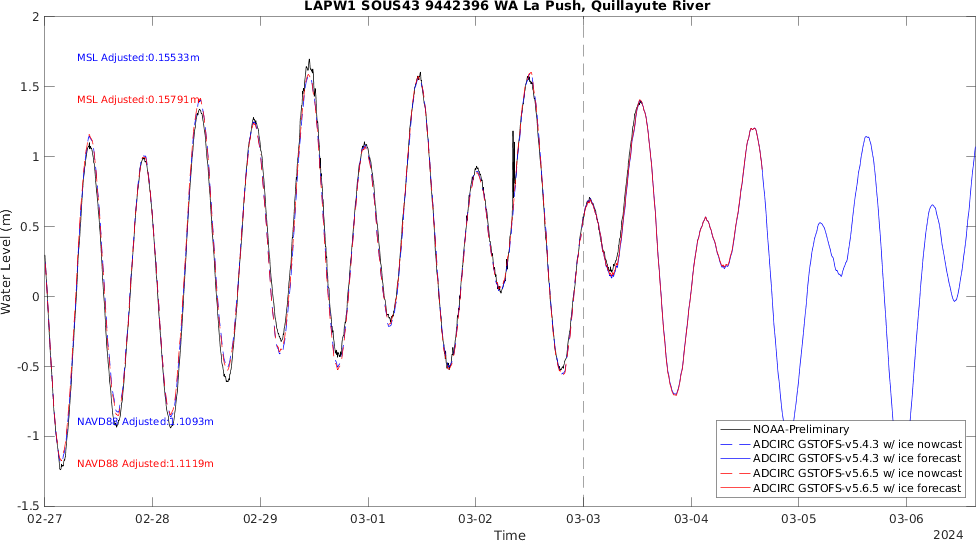 LAPW1 SOUS43 9442396 WA La Push, Quillayute River
Water Level (m)
2
1.5
1
0.5
0
-0.5
-1
-1.5
MSL Adjusted:0.15533m
MSL Adjusted:0.15791m
NAVD88 Adjusted:1.1093m
NAVD88 Adjusted:1.1119m
NOAA-Preliminary
ADCIRC GSTOFS-v5.4.3 w/ ice nowcast
ADCIRC GSTOFS-v5.4.3 w/ ice forecast
ADCIRC GSTOFS-v5.6.5 w/ ice nowcast
ADCIRC GSTOFS-v5.6.5 w/ ice forecast
02-27 02-28 02-29 03-01 03-02 03-03 03-04 03-05 03-06
Time
2024